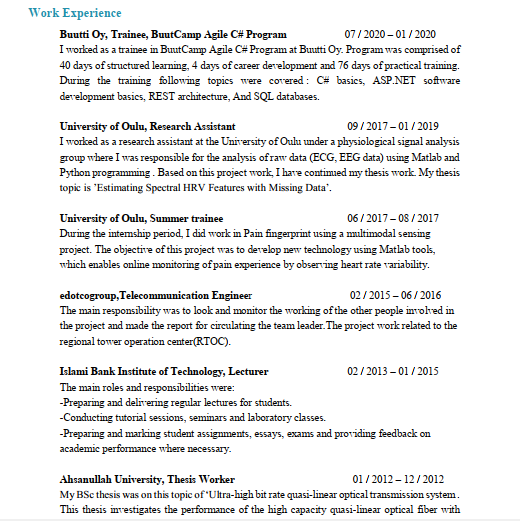 Work Experience
Buutti Oy, Trainee, BuutCamp Agile C# Program 07 / 2020 – 01 / 2020
I worked as a trainee in BuutCamp Agile C# Program at Buutti Oy. Program was comprised of
40 days of structured learning, 4 days of career development and 76 days of practical training.
During the training following topics were covered : C# basics, ASP.NET software
development basics, REST architecture, And SQL databases.
University of Oulu, Research Assistant 09 / 2017 – 01 / 2019
I worked as a research assistant at the University of Oulu under a physiological signal analysis
group where I was responsible for the analysis of raw data (ECG, EEG data) using Matlab and
Python programming . Based on this project work, I have continued my thesis work. My thesis
topic is 'Estimating Spectral HRV Features with Missing Data'.
University of Oulu, Summer trainee 06 / 2017 – 08 / 2017
During the internship period, I did work in Pain fingerprint using a multimodal sensing
project. The objective of this project was to develop new technology using Matlab tools,
which enables online monitoring of pain experience by observing heart rate variability.
edotcogroup,Telecommunication Engineer 02 / 2015 – 06 / 2016
The main responsibility was to look and monitor the working of the other people involved in
the project and made the report for circulating the team leader.The project work related to the
regional tower operation center(RTOC).
Islami Bank Institute of Technology, Lecturer 02 / 2013 – 01 / 2015
The main roles and responsibilities were:
-Preparing and delivering regular lectures for students.
-Conducting tutorial sessions, seminars and laboratory classes.
-Preparing and marking student assignments, essays, exams and providing feedback on
academic performance where necessary.
Ahsanullah University, Thesis Worker 01 / 2012 – 12 / 2012
My BSc thesis was on this topic of 'Ultra-high bit rate quasi-linear optical transmission system .
This thesis investigates the performance of the high capacity quasi-linear optical fiber with